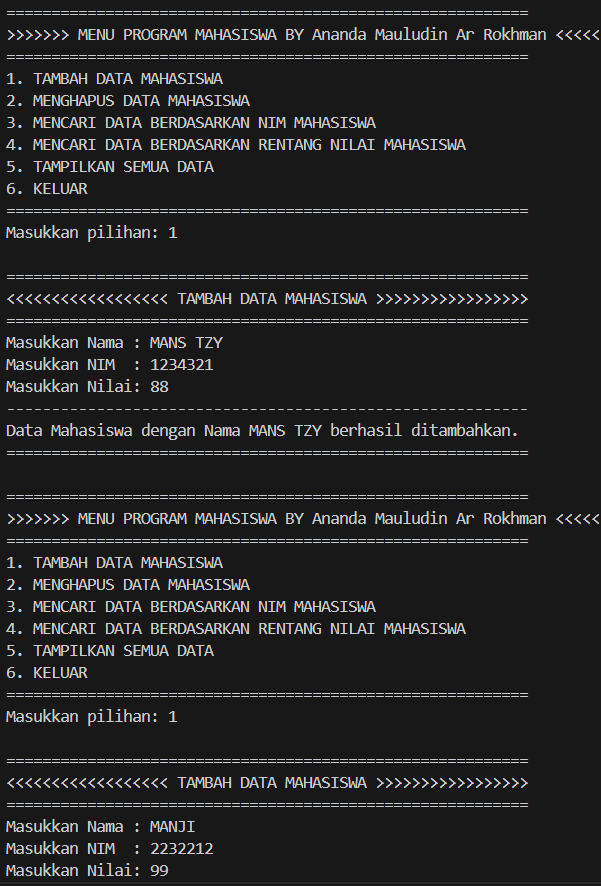 ==========================================================
>>>>>>> MENU PROGRAM MAHASISWA BY Ananda Mauludin Ar Rokhman <<<<<
==========================================================
1. TAMBAH DATA MAHASISWA
2. MENGHAPUS DATA MAHASISWA
3. MENCARI DATA BERDASARKAN NIM MAHASISWA
4. MENCARI DATA BERDASARKAN RENTANG NILAI MAHASISWA
5. TAMPILKAN SEMUA DATA
6. KELUAR
==========================================================
Masukkan pilihan: 1
==========================================================
<<<<<<<<<<<<<<<<<< TAMBAH DATA MAHASISWA >>>>>>>>>>>>>>>>>
==========================================================
Masukkan Nama : MANS TZY
Masukkan NIM  : 1234321
Masukkan Nilai: 88
----------------------------------------------------------
Data Mahasiswa dengan Nama MANS TZY berhasil ditambahkan.
==========================================================
==========================================================
>>>>>>> MENU PROGRAM MAHASISWA BY Ananda Mauludin Ar Rokhman <<<<<
==========================================================
1. TAMBAH DATA MAHASISWA
2. MENGHAPUS DATA MAHASISWA
3. MENCARI DATA BERDASARKAN NIM MAHASISWA
4. MENCARI DATA BERDASARKAN RENTANG NILAI MAHASISWA
5. TAMPILKAN SEMUA DATA
6. KELUAR
==========================================================
Masukkan pilihan: 1
==========================================================
<<<<<<<<<<<<<<<<<< TAMBAH DATA MAHASISWA >>>>>>>>>>>>>>>>>
==========================================================
Masukkan Nama : MANJI
Masukkan NIM  : 2232212
Masukkan Nilai: 99